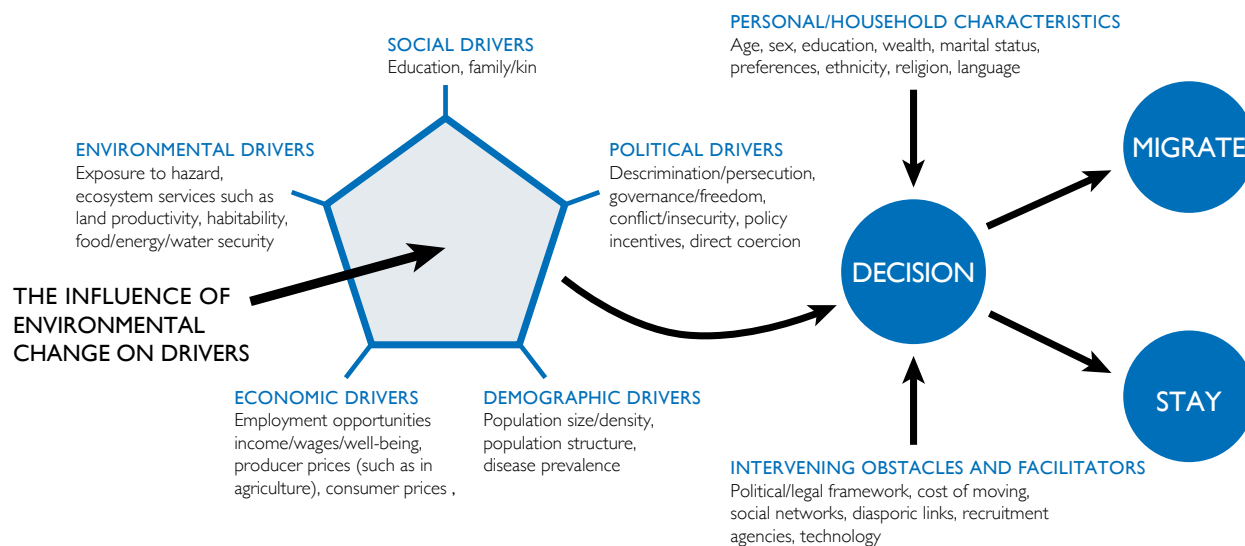 SOCIAL DRIVERS
Education, family/kin
ENVIRONMENTAL DRIVERS
Exposure to hazard,
ecosystem services such as
land productivity, habitability,
food/energy/water security
POLITICAL DRIVERS
Descrimination/persecution,
governance/freedom,
conflict/insecurity, policy
incentives, direct coercion
THE INFLUENCE OF
ENVIRONMENTAL
CHANGE ON DRIVERS
ECONOMIC DRIVERS
Employment opportunities
income/wages/well-being,
producer prices (such as in
agriculture), consumer prices ,
DEMOGRAPHIC DRIVERS
Population size/density,
population structure,
disease prevalence
PERSONAL/HOUSEHOLD CHARACTERISTICS
Age, sex, education, wealth, marital status,
preferences, ethnicity, religion, language
DECISION
MIGRATE
STAY
INTERVENING OBSTACLES AND FACILITATORS
Political/legal framework, cost of moving,
social networks, diasporic links, recruitment
agencies, technology